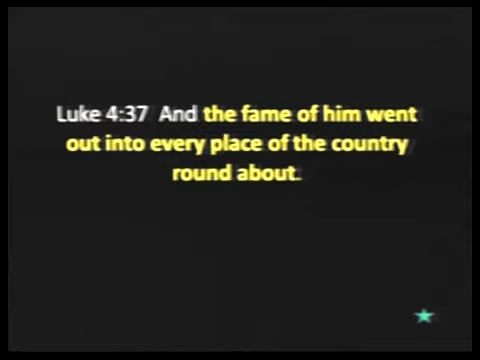 Luke 4:37  And the fame of him went
out into every place of the country
round about.